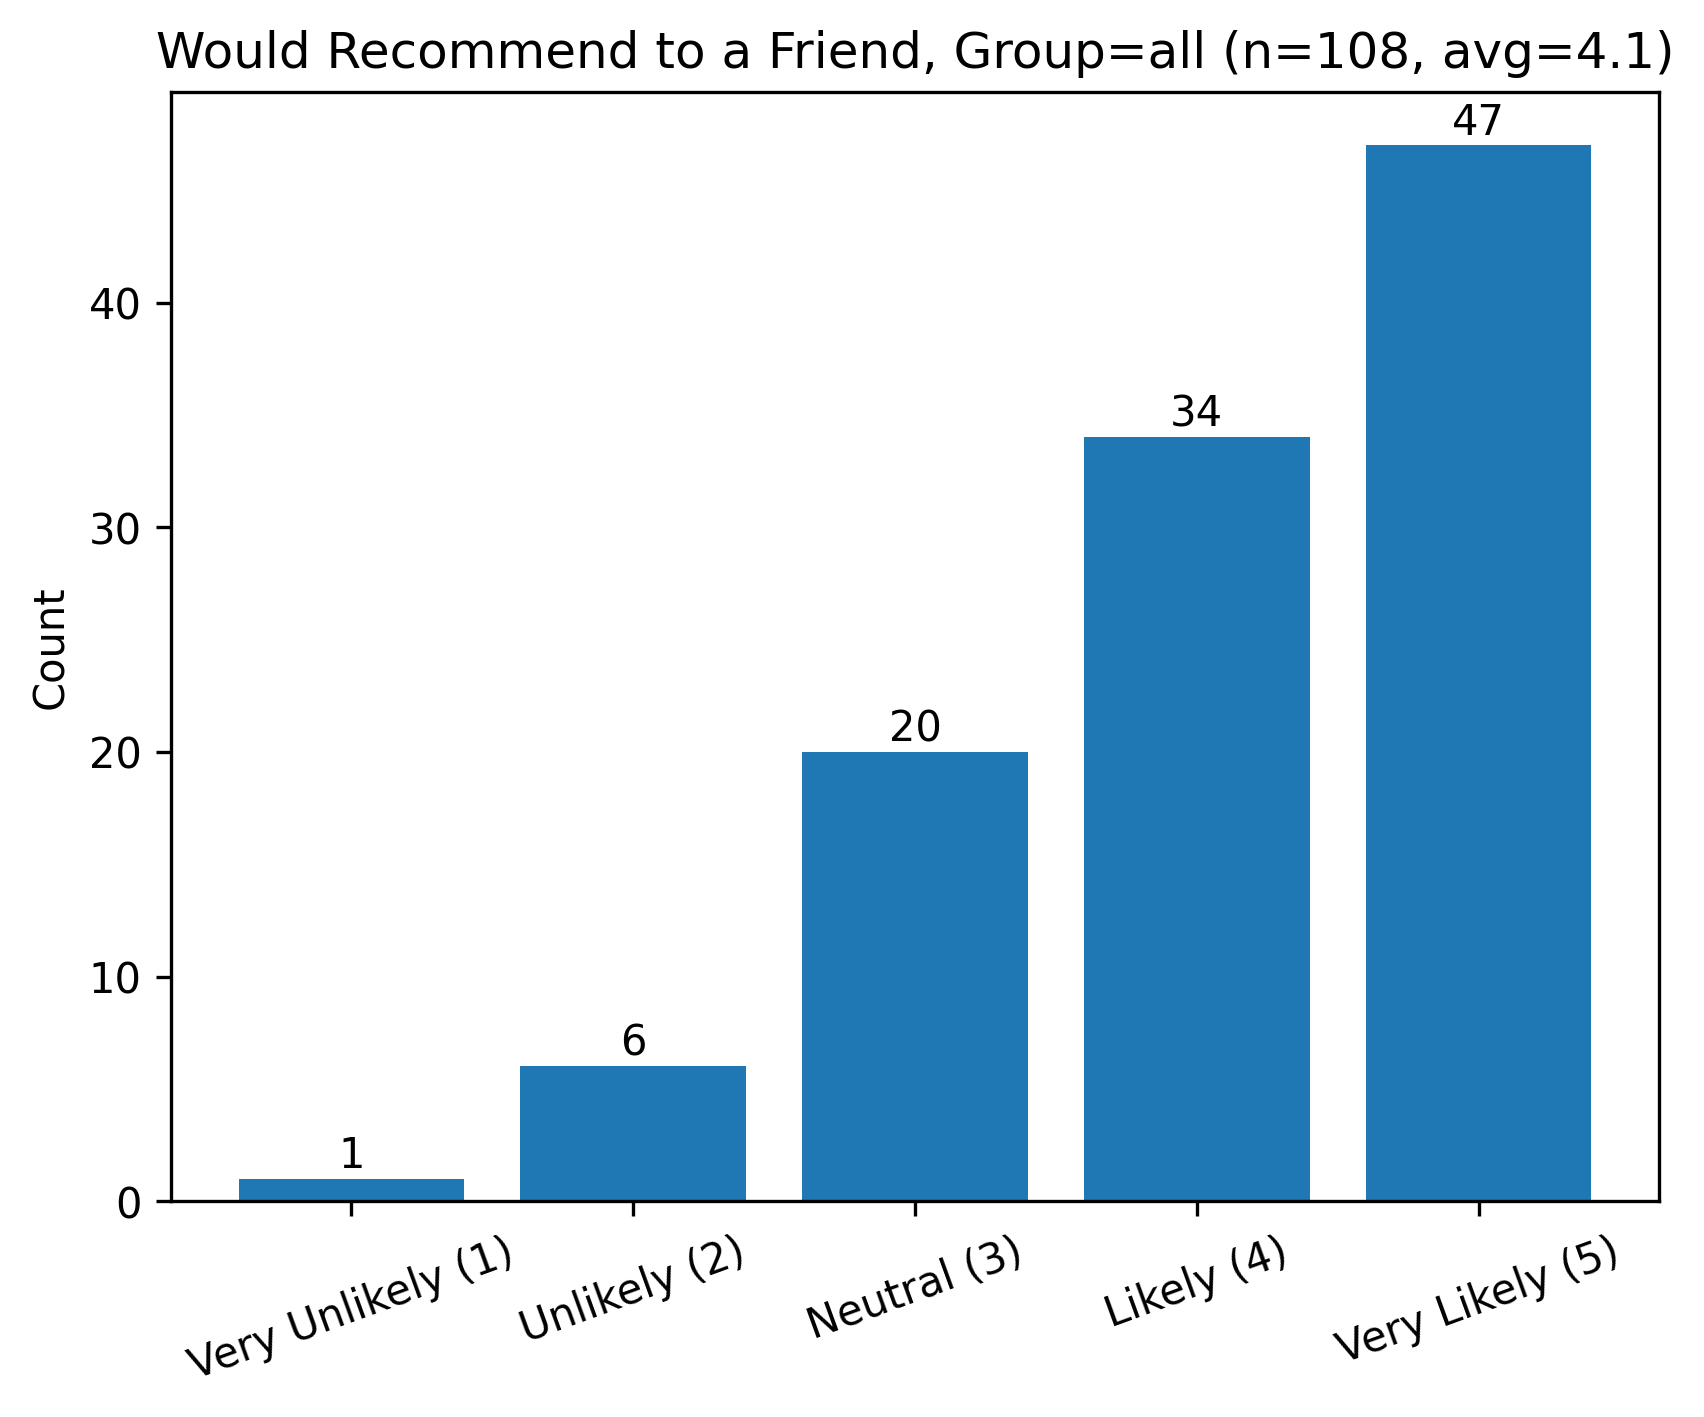 Would Recommend to a Friend, Group=all (n=108, avg=4.1)
47
40
34
30
Count
20
20
10
6
1
0
Very Unlikely (1)
Unlikely (2)
Neutral (3)
Likely (4)
Very Likely (5)